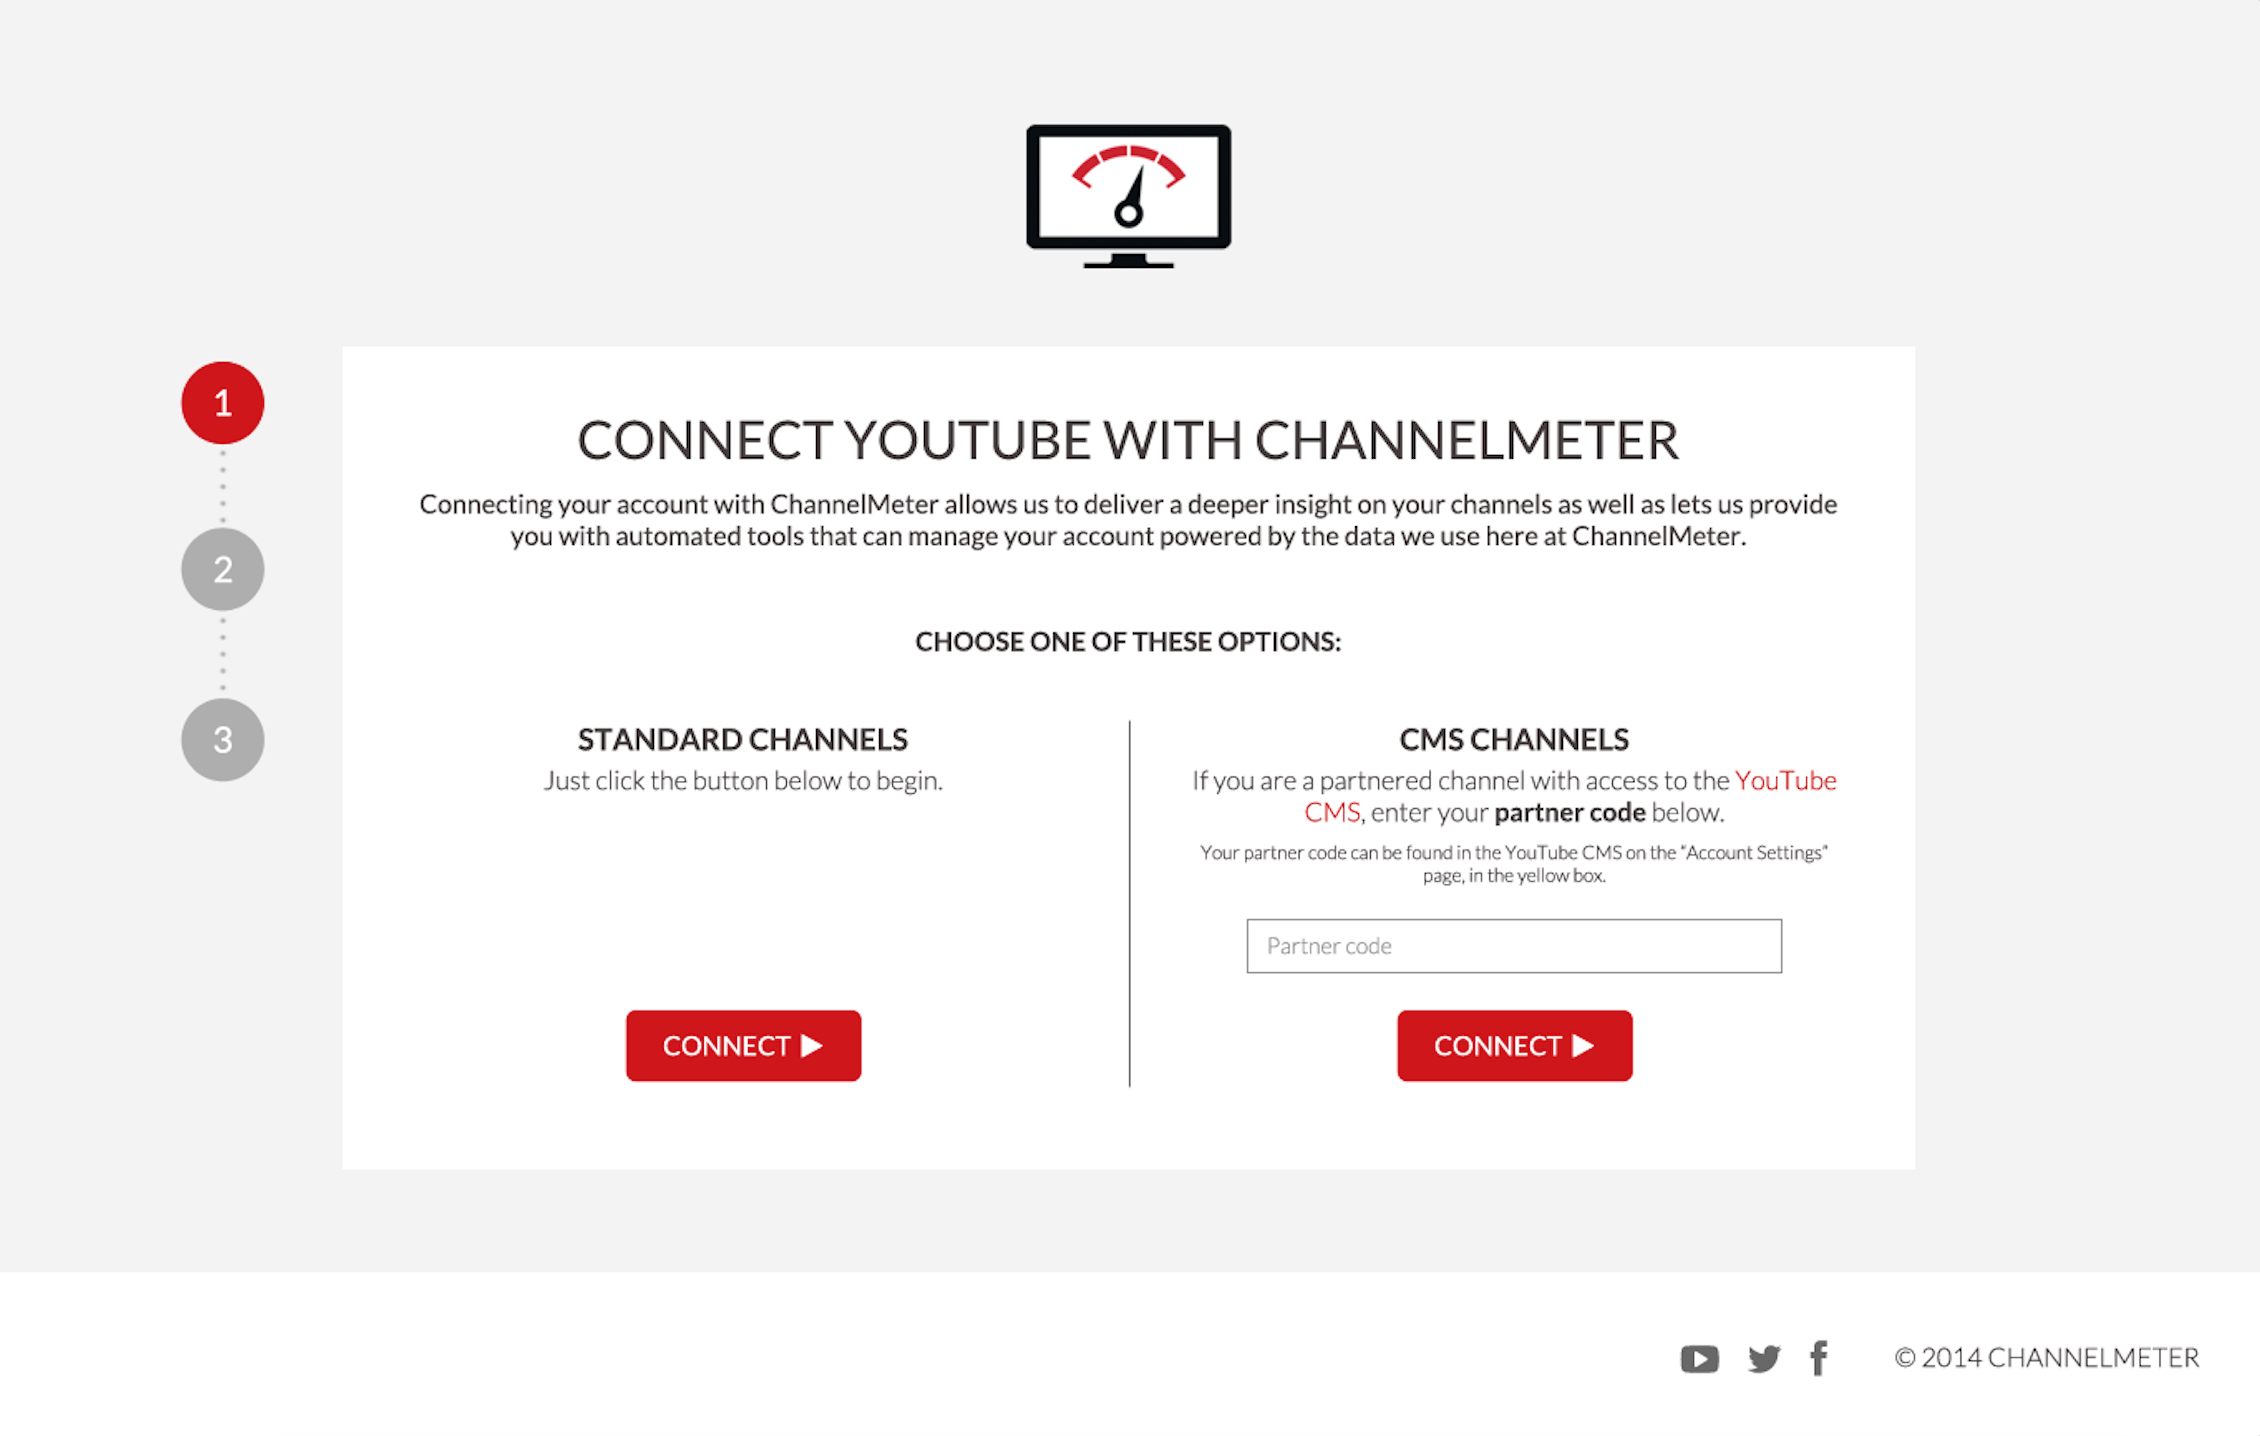 1
2
3
CONNECT YOUTUBE WITH CHANNELMETER
Connecting your account with ChannelMeter allows us to deliver a deeper insight on your channels as well as lets us provide
you with automated tools that can manage your account powered by the data we use here at ChannelMeter.
CHOOSE ONE OF THESE OPTIONS:
STANDARD CHANNELS
Just click the button below to begin.
CONNECT
CMS CHANNELS
If you are a partnered channel with access to the YouTube
CMS, enter your partner code below.
Your partner code can be found in the YouTube CMS on the "Account Settings"
page, in the yellow box.
Partner code
CONNECT
© 2014 CHANNELMETER